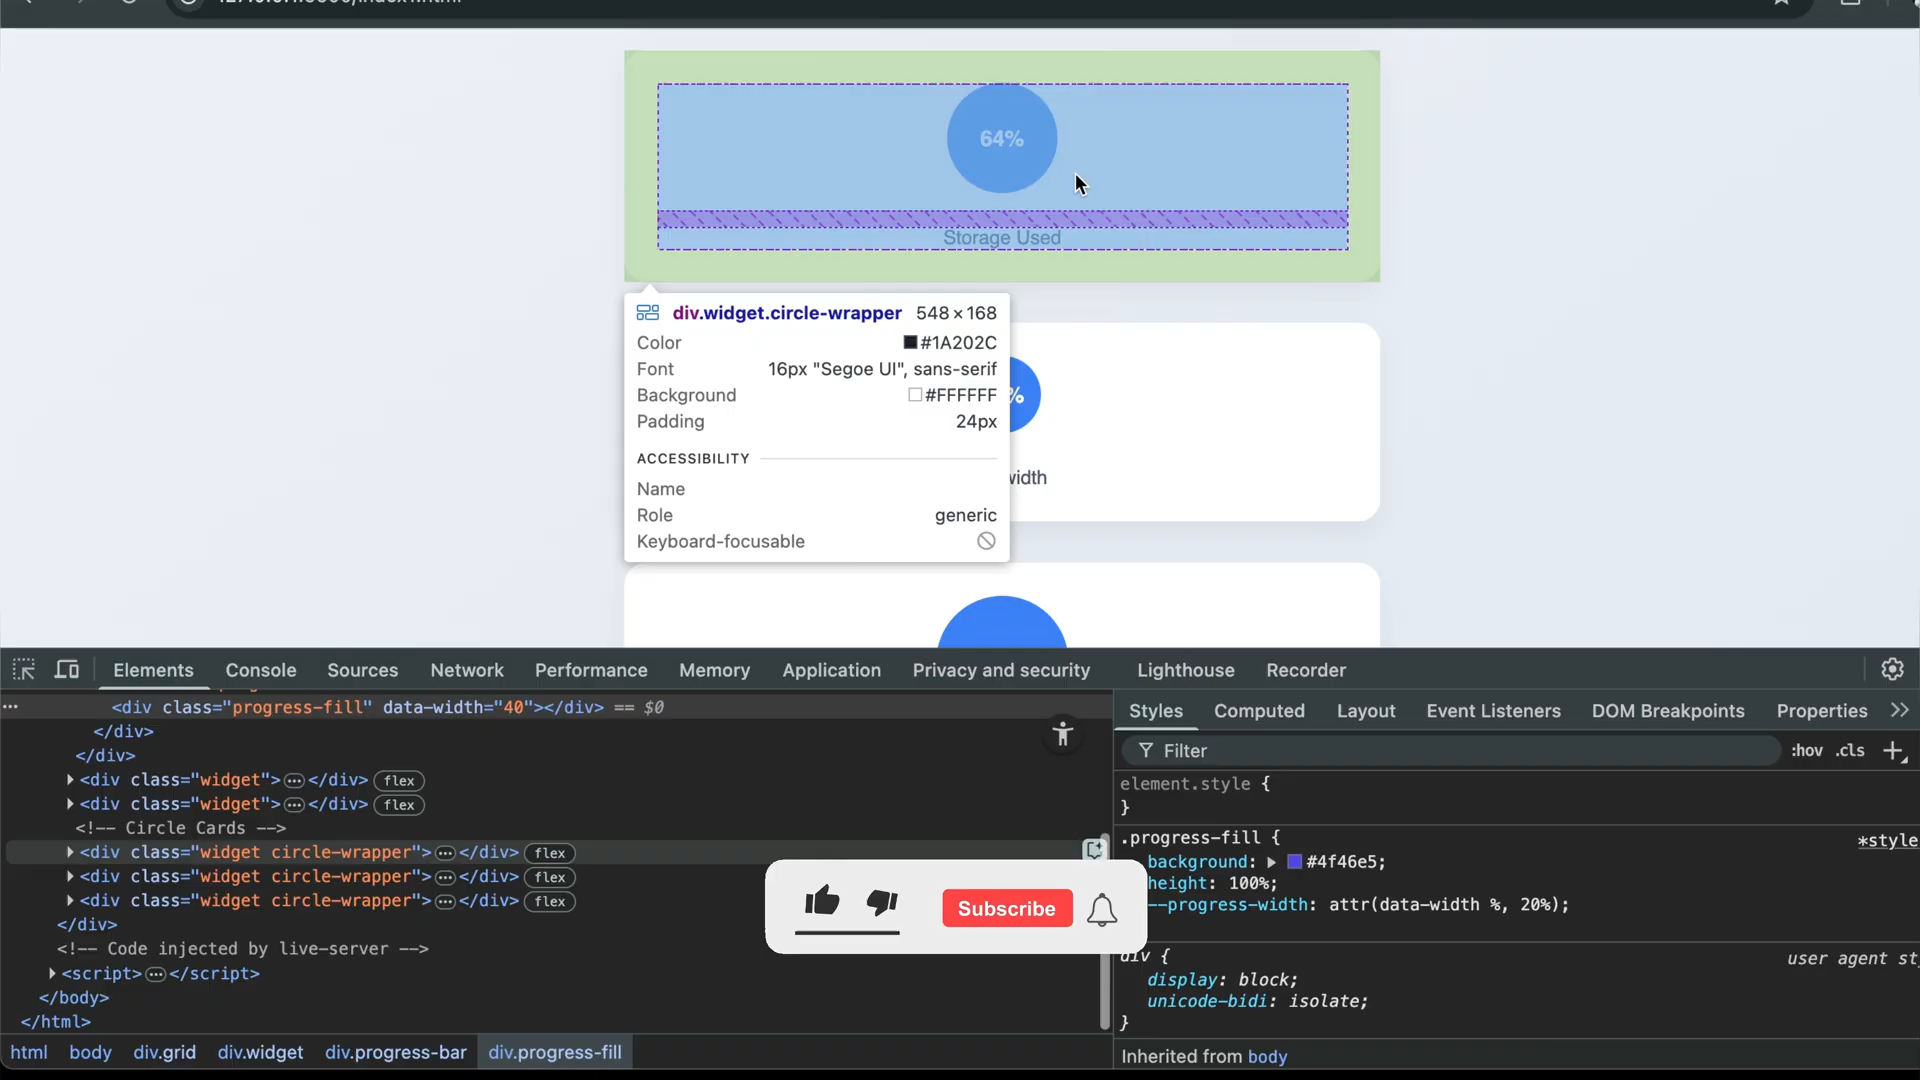 64%
Storage Used
div.widget.circle-wrapper 548 × 168
Color #1A202C
Font 16px "Segoe UI", sans-serif
Background #FFFFFF
Padding 24px
ACCESSIBILITY
Name
Role generic
Keyboard-focusable
%
width
Elements Console Sources Network Performance Memory Application Privacy and security Lighthouse Recorder
<div class="progress-fill" data-width="40"></div> == $0
</div>
</div>
<div class="widget">…</div> flex
<div class="widget">…</div> flex
<!-- Circle Cards -->
<div class="widget circle-wrapper">…</div> flex
<div class="widget circle-wrapper">…</div> flex
<div class="widget circle-wrapper">…</div> flex
</div>
<!-- Code injected by live-server -->
<script>…</script>
</body>
</html>
html body div.grid div.widget div.progress-bar div.progress-fill
Subscribe
Styles Computed Layout Event Listeners DOM Breakpoints Properties
Filter :hov .cls
element.style {
}
.progress-fill { *style
background: #4f46e5;
height: 100%;
--progress-width: attr(data-width %, 20%);
div { user agent st
display: block;
unicode-bidi: isolate;
}
Inherited from body